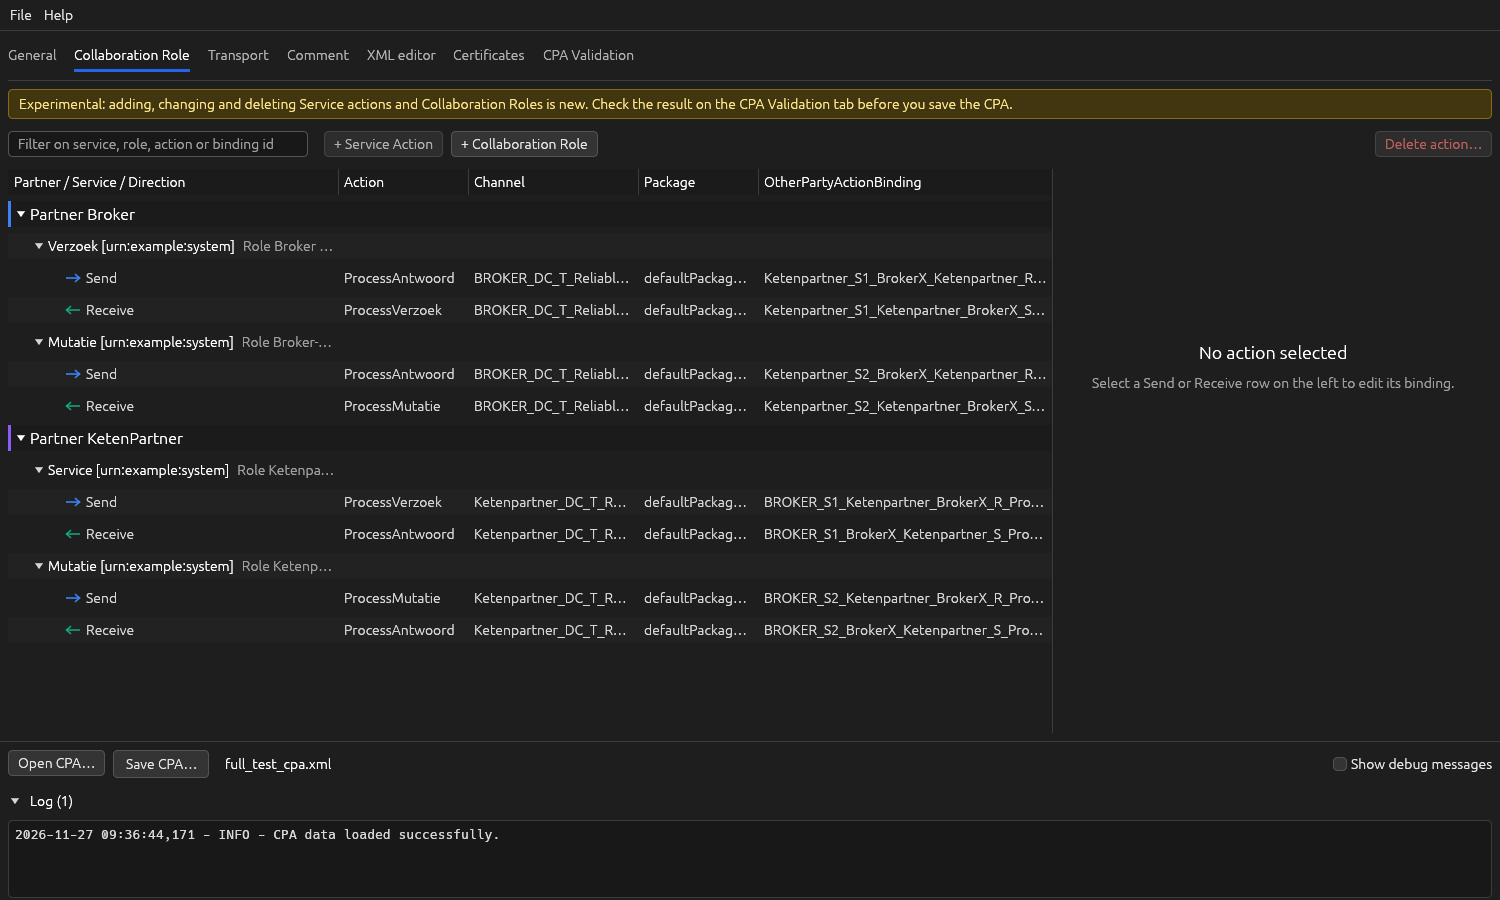 File Help
General Collaboration Role Transport Comment XML editor Certificates CPA Validation
Experimental: adding, changing and deleting Service actions and Collaboration Roles is new. Check the result on the CPA Validation tab before you save the CPA.
Filter on service, role, action or binding id + Service Action + Collaboration Role Delete action…
Partner / Service / Direction Action Channel Package OtherPartyActionBinding
Partner Broker
Verzoek [urn:example:system] Role Broker …
→ Send ProcessAntwoord BROKER_DC_T_Reliabl… defaultPackag… Ketenpartner_S1_BrokerX_Ketenpartner_R…
← Receive ProcessVerzoek BROKER_DC_T_Reliabl… defaultPackag… Ketenpartner_S1_Ketenpartner_BrokerX_S…
Mutatie [urn:example:system] Role Broker-…
→ Send ProcessAntwoord BROKER_DC_T_Reliabl… defaultPackag… Ketenpartner_S2_BrokerX_Ketenpartner_R…
← Receive ProcessMutatie BROKER_DC_T_Reliabl… defaultPackag… Ketenpartner_S2_Ketenpartner_BrokerX_S…
Partner KetenPartner
Service [urn:example:system] Role Ketenpa…
→ Send ProcessVerzoek Ketenpartner_DC_T_R… defaultPackag… BROKER_S1_Ketenpartner_BrokerX_R_Pro…
← Receive ProcessAntwoord Ketenpartner_DC_T_R… defaultPackag… BROKER_S1_BrokerX_Ketenpartner_S_Pro…
Mutatie [urn:example:system] Role Ketenp…
→ Send ProcessMutatie Ketenpartner_DC_T_R… defaultPackag… BROKER_S2_Ketenpartner_BrokerX_R_Pro…
← Receive ProcessAntwoord Ketenpartner_DC_T_R… defaultPackag… BROKER_S2_BrokerX_Ketenpartner_S_Pro…
No action selected
Select a Send or Receive row on the left to edit its binding.
Open CPA… Save CPA… full_test_cpa.xml Show debug messages
Log (1)
2026-11-27 09:36:44,171 - INFO - CPA data loaded successfully.